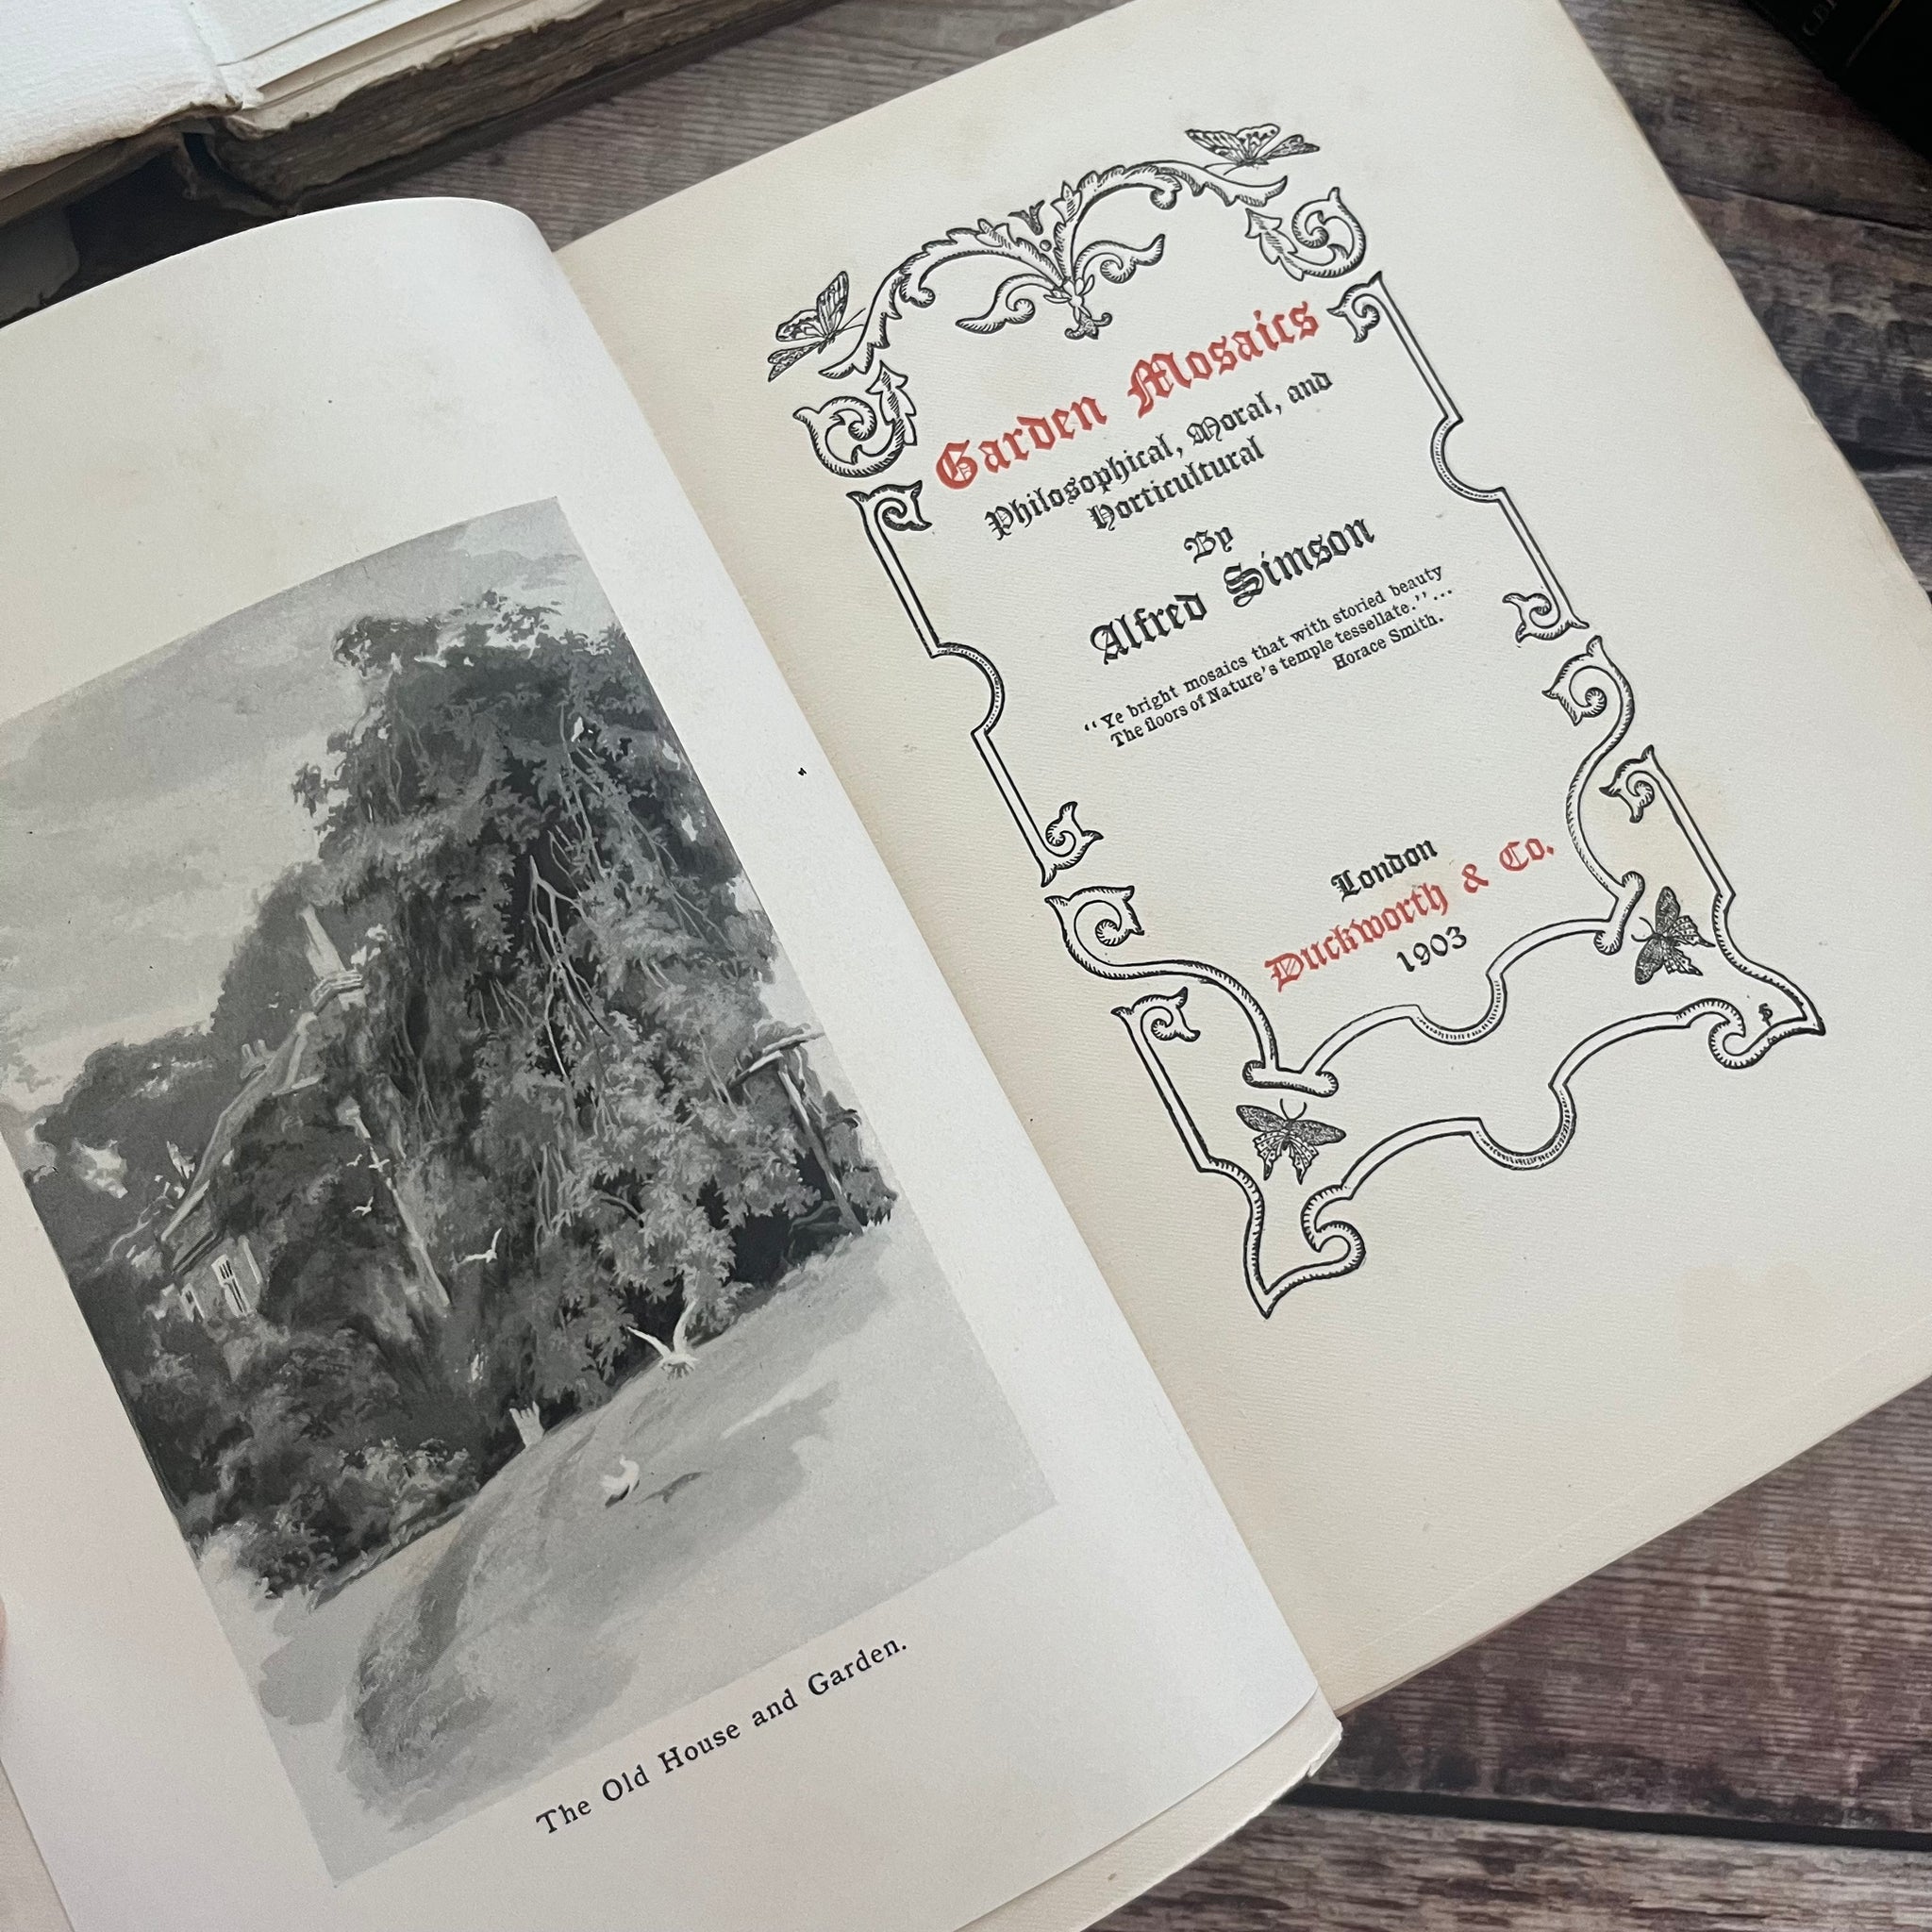 The Old House and Garden.
Garden Mosaics
Philosophical, Moral, and
Horticultural
By
Alfred Simson
"Ye bright mosaics that with storied beauty
The floors of Nature's temple tessellate." ...
Horace Smith.
London
Duckworth & Co.
1903